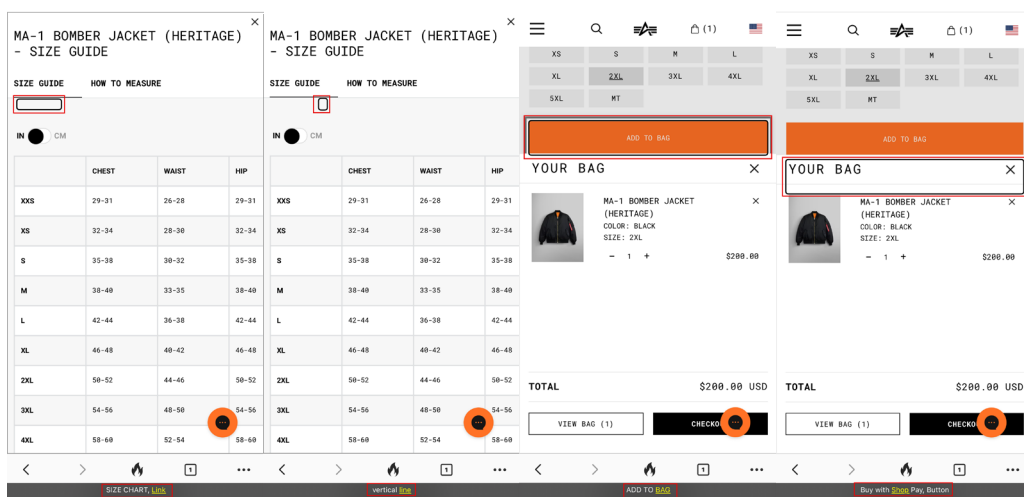 MA-1 BOMBER JACKET (HERITAGE)
- SIZE GUIDE
SIZE GUIDE HOW TO MEASURE
IN CM
CHEST WAIST HIP
XXS 29-31 26-28 29-31
XS 32-34 28-30 32-34
S 35-38 30-32 35-38
M 38-40 33-35 38-40
L 42-44 36-38 42-44
XL 46-48 40-42 46-48
2XL 50-52 44-46 50-52
3XL 54-56 48-50 54-56
4XL 58-60 52-54 58-60
1
SIZE CHART, Link
MA-1 BOMBER JACKET (HERITAGE)
- SIZE GUIDE
SIZE GUIDE HOW TO MEASURE
IN CM
CHEST WAIST HIP
XXS 29-31 26-28 29-31
XS 32-34 28-30 32-34
S 35-38 30-32 35-38
M 38-40 33-35 38-40
L 42-44 36-38 42-44
XL 46-48 40-42 46-48
2XL 50-52 44-46 50-52
3XL 54-56 48-50 54-56
4XL 58-60 52-54 58-60
1
vertical line
(1)
XS S M L
XL 2XL 3XL 4XL
5XL MT
ADD TO BAG
YOUR BAG
MA-1 BOMBER JACKET
(HERITAGE)
COLOR: BLACK
SIZE: 2XL
− 1 + $200.00
TOTAL $200.00 USD
VIEW BAG (1) CHECKO
1
ADD TO BAG
(1)
XS S M L
XL 2XL 3XL 4XL
5XL MT
ADD TO BAG
YOUR BAG
MA-1 BOMBER JACKET
(HERITAGE)
COLOR: BLACK
SIZE: 2XL
− 1 + $200.00
TOTAL $200.00 USD
VIEW BAG (1) CHECKO
1
Buy with Shop Pay, Button